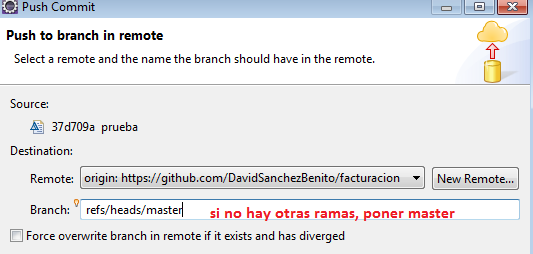 Push Commit
Push to branch in remote
Select a remote and the name the branch should have in the remote.
Source:
37d709a prueba
Destination:
Remote: origin: https://github.com/DavidSanchezBenito/facturacion New Remote...
Branch: refs/heads/master si no hay otras ramas, poner master
Force overwrite branch in remote if it exists and has diverged